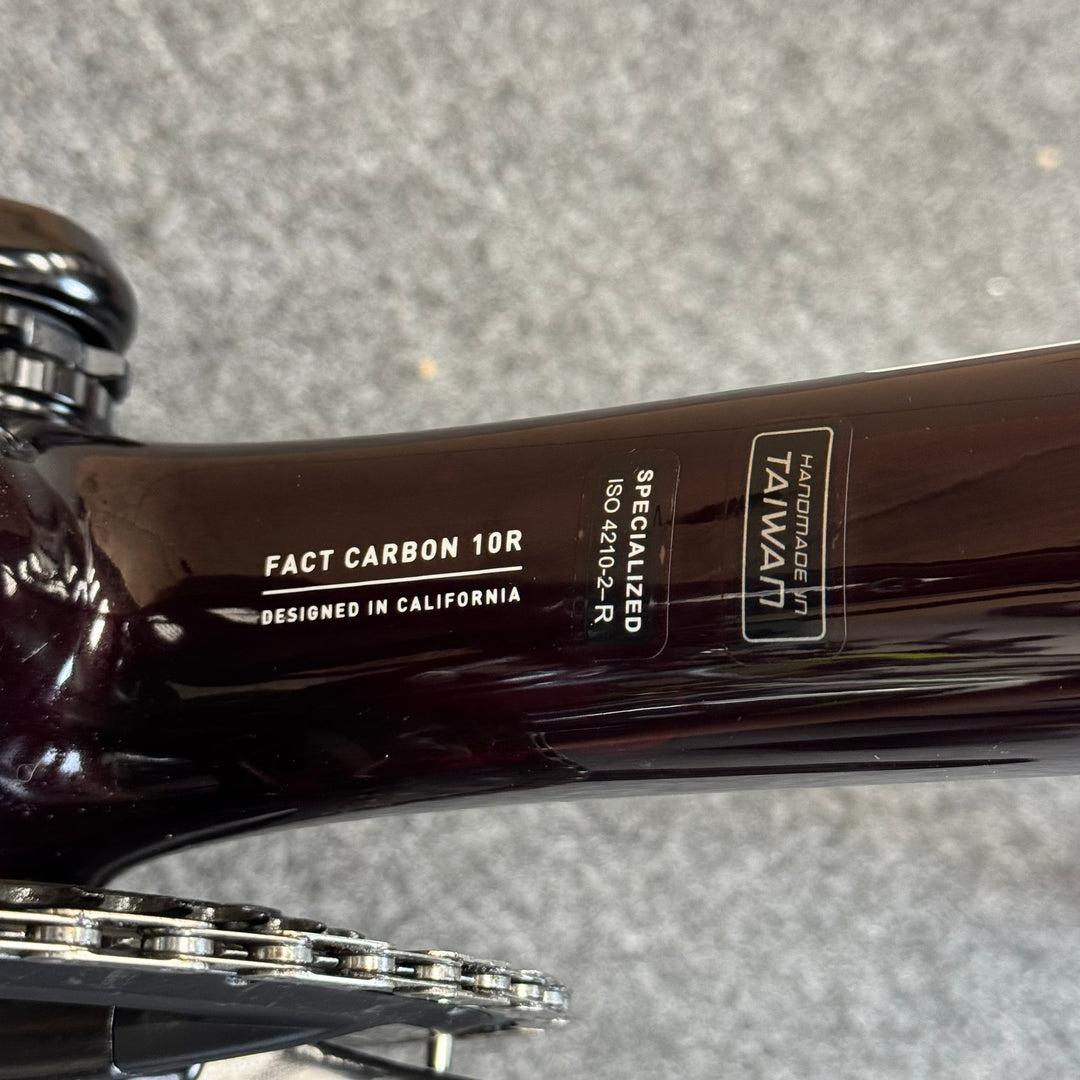 FACT CARBON 10R
DESIGNED IN CALIFORNIA
SPECIALIZED
ISO 4210-2-R
HANDMADE IN
TAIWAN